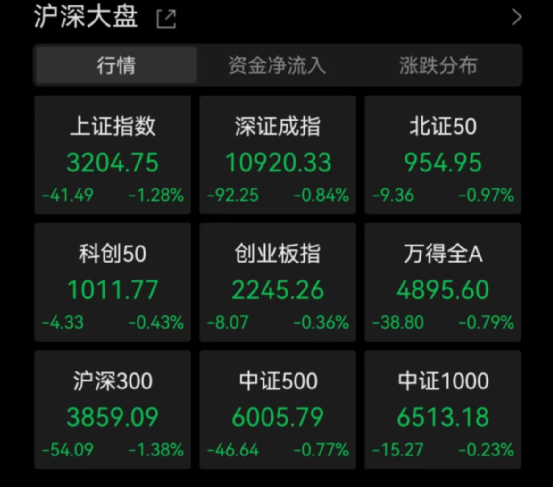 沪深大盘
行情 资金净流入 涨跌分布
上证指数 深证成指 北证50
3204.75 10920.33 954.95
-41.49 -1.28% -92.25 -0.84% -9.36 -0.97%
科创50 创业板指 万得全A
1011.77 2245.26 4895.60
-4.33 -0.43% -8.07 -0.36% -38.80 -0.79%
沪深300 中证500 中证1000
3859.09 6005.79 6513.18
-54.09 -1.38% -46.64 -0.77% -15.27 -0.23%